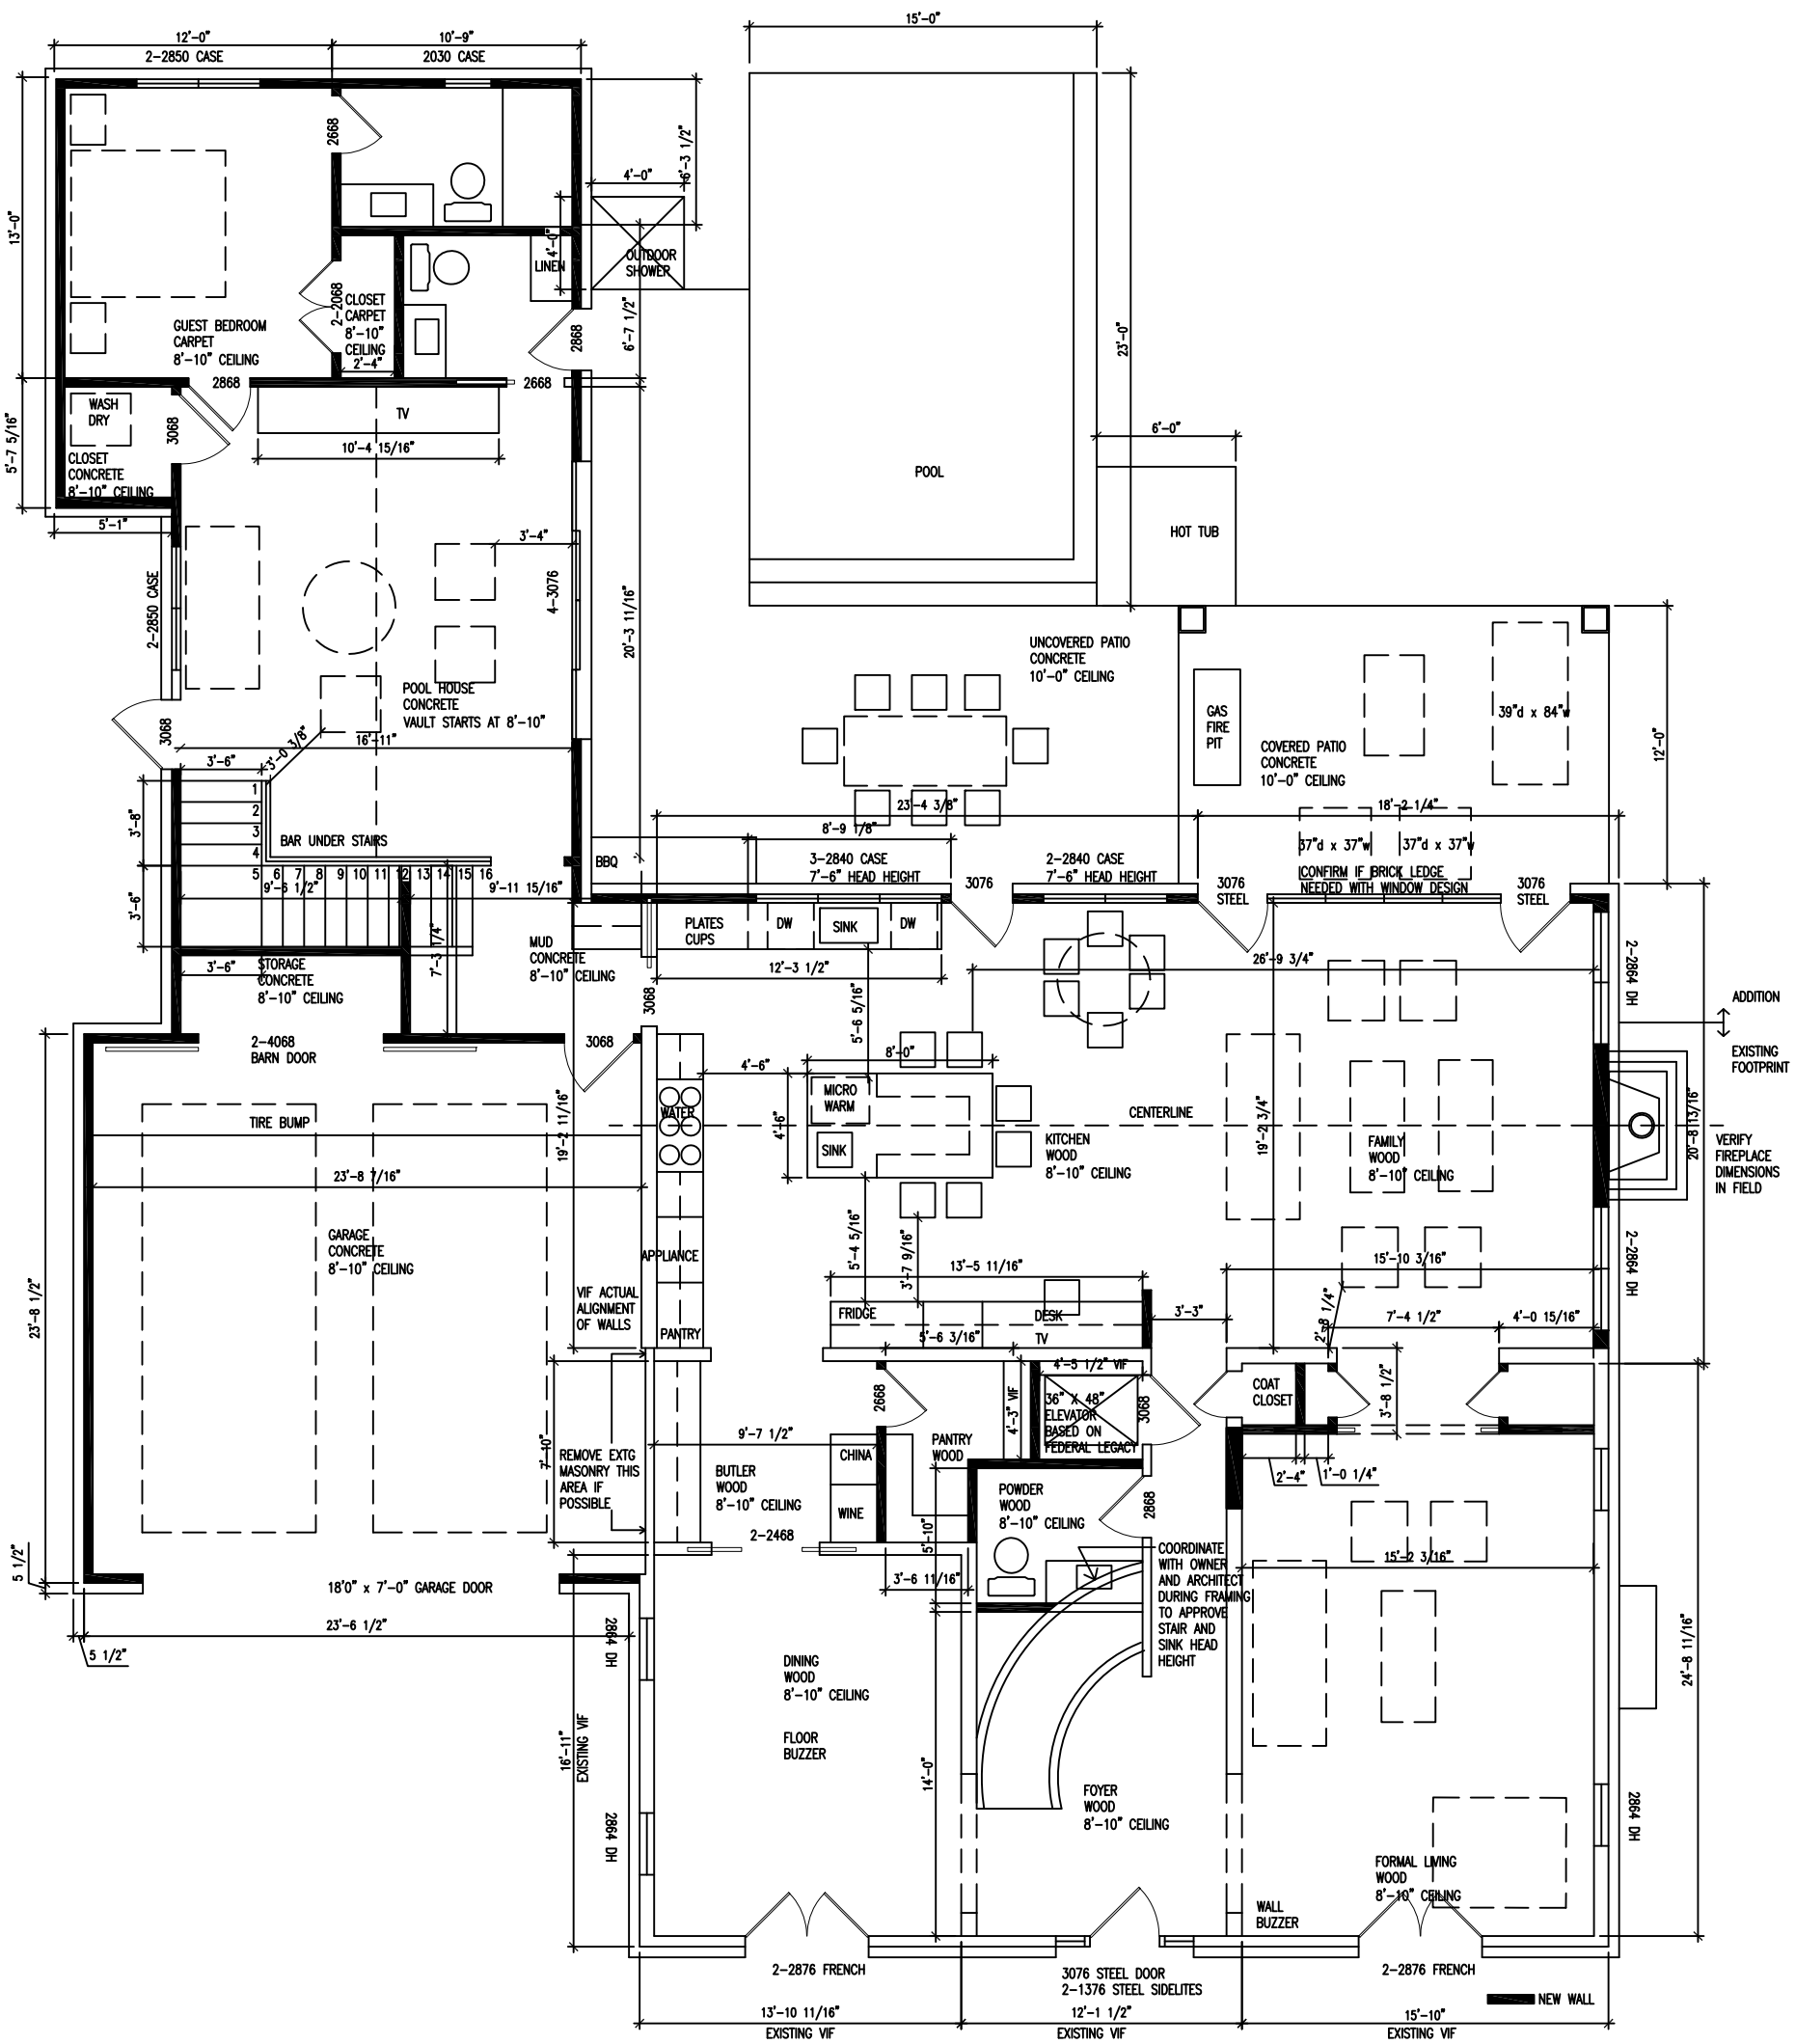 15'-0"
12'-0"
10'-9"
2-2850 CASE
2030 CASE
2668
6'-3 1/2"
4'-0"
13'-0"
4'-0"
OUTDOOR
SHOWER
LINEN
2-2068
CLOSET
CARPET
8'-10"
CEILING
2'-4"
GUEST BEDROOM
CARPET
8'-10" CEILING
2868
6'-7 1/2"
23'-0"
2868
2668
WASH
DRY
3068
TV
10'-4 15/16"
5'-7 5/16"
CLOSET
CONCRETE
8'-10" CEILING
5'-1"
6'-0"
POOL
HOT TUB
3'-4"
2-2850 CASE
4-3076
20'-3 11/16"
POOL HOUSE
CONCRETE
VAULT STARTS AT 8'-10"
16'-11"
3068
3'-0 3/8"
3'-6"
UNCOVERED PATIO
CONCRETE
10'-0" CEILING
GAS
FIRE
PIT
39"d x 84"w
COVERED PATIO
CONCRETE
10'-0" CEILING
12'-0"
3'-8"
1
2
3
4
BAR UNDER STAIRS
5 6 7 8 9 10 11 12 13 14 15 16
9'-6 1/2"
9'-11 15/16"
3'-6"
7'-3 1/4"
3'-6"
BBQ
23'-4 3/8"
18'-2 1/4"
8'-9 1/8"
3-2840 CASE
7'-6" HEAD HEIGHT
2-2840 CASE
7'-6" HEAD HEIGHT
37"d x 37"w
37"d x 37"w
CONFIRM IF BRICK LEDGE
NEEDED WITH WINDOW DESIGN
3076
3076
STEEL
3076
STEEL
PLATES
CUPS
DW
SINK
DW
MUD
CONCRETE
8'-10" CEILING
STORAGE
CONCRETE
8'-10" CEILING
12'-3 1/2"
26'-9 3/4"
2-2864 DH
ADDITION
EXISTING
FOOTPRINT
3068
5'-6 5/16"
2-4068
BARN DOOR
3068
8'-0"
4'-6"
MICRO
WARM
WATER
4'-6"
SINK
CENTERLINE
KITCHEN
WOOD
8'-10" CEILING
19'-2 3/4"
FAMILY
WOOD
8'-10" CEILING
20'-8 13/16"
VERIFY
FIREPLACE
DIMENSIONS
IN FIELD
TIRE BUMP
19'-2 11/16"
23'-8 7/16"
GARAGE
CONCRETE
8'-10" CEILING
23'-8 1/2"
APPLIANCE
5'-4 5/16"
3'-7 9/16"
13'-5 11/16"
15'-10 3/16"
2-2864 DH
VIF ACTUAL
ALIGNMENT
OF WALLS
PANTRY
FRIDGE
DESK
5'-6 3/16"
TV
3'-3"
2'-8 1/4"
7'-4 1/2"
4'-0 15/16"
4'-5 1/2" VIF
2668
4'-3" VIF
36" X 48"
ELEVATOR
BASED ON
FEDERAL LEGACY
3068
COAT
CLOSET
3'-8 1/2"
7'-10"
REMOVE EXTG
MASONRY THIS
AREA IF
POSSIBLE
9'-7 1/2"
CHINA
WINE
PANTRY
WOOD
BUTLER
WOOD
8'-10" CEILING
2-2468
POWDER
WOOD
8'-10" CEILING
5'-10"
2868
2'-4"
1'-0 1/4"
15'-2 3/16"
3'-6 11/16"
COORDINATE
WITH OWNER
AND ARCHITECT
DURING FRAMING
TO APPROVE
STAIR AND
SINK HEAD
HEIGHT
5 1/2"
18'0" x 7'-0" GARAGE DOOR
23'-6 1/2"
5 1/2"
2864 DH
DINING
WOOD
8'-10" CEILING
24'-8 11/16"
FLOOR
BUZZER
16'-11"
EXISTING VIF
14'-0"
2864 DH
FOYER
WOOD
8'-10" CEILING
2864 DH
FORMAL LIVING
WOOD
8'-10" CEILING
WALL
BUZZER
2-2876 FRENCH
3076 STEEL DOOR
2-1376 STEEL SIDELITES
2-2876 FRENCH
NEW WALL
13'-10 11/16"
EXISTING VIF
12'-1 1/2"
EXISTING VIF
15'-10"
EXISTING VIF